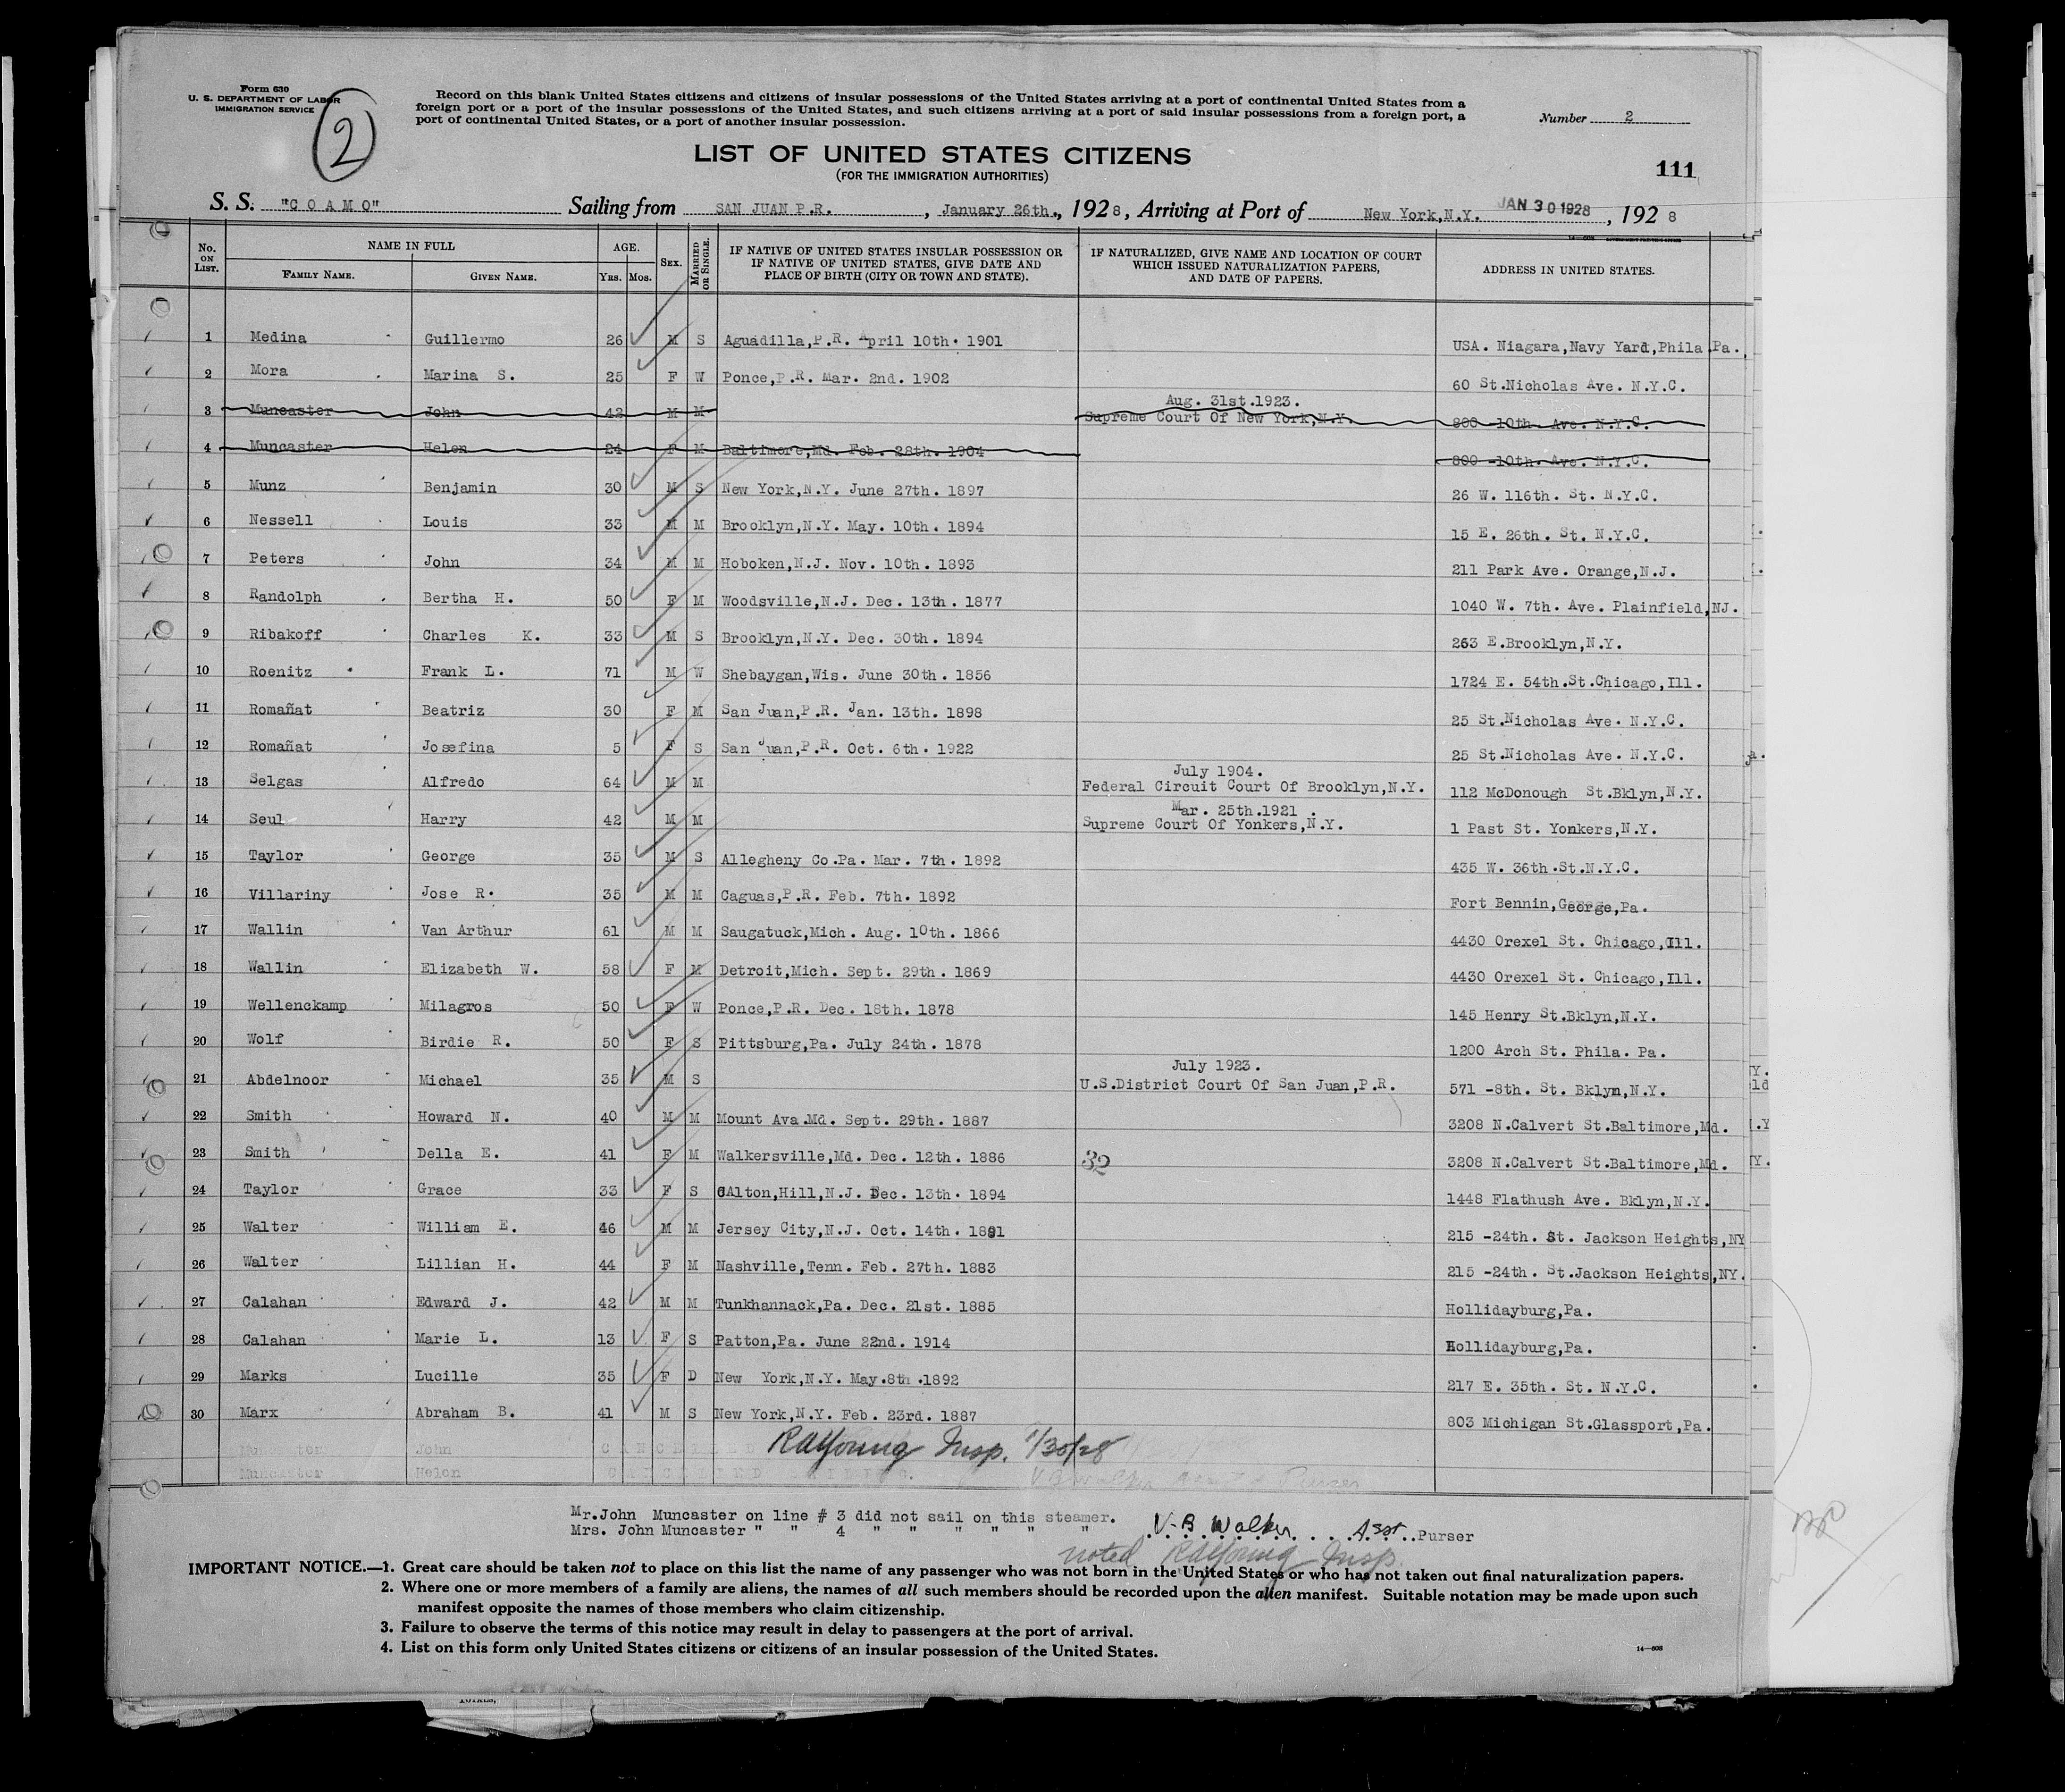 Form 630
U. S. DEPARTMENT OF LABOR
IMMIGRATION SERVICE
2
Record on this blank United States citizens and citizens of insular possessions of the United States arriving at a port of continental United States from a
foreign port or a port of the insular possessions of the United States, and such citizens arriving at a port of said insular possessions from a foreign port, a
port of continental United States, or a port of another insular possession.
Number 2
LIST OF UNITED STATES CITIZENS
(FOR THE IMMIGRATION AUTHORITIES)
111
S. S. "C O A M O" Sailing from SAN JUAN P.R. , January 26th., 1928, Arriving at Port of New York,N.Y. JAN 30 1928 , 1928
No. ON LIST. NAME IN FULL FAMILY NAME. GIVEN NAME. AGE. YRS. MOS. SEX. MARRIED OR SINGLE. IF NATIVE OF UNITED STATES INSULAR POSSESSION OR IF NATIVE OF UNITED STATES, GIVE DATE AND PLACE OF BIRTH (CITY OR TOWN AND STATE). IF NATURALIZED, GIVE NAME AND LOCATION OF COURT WHICH ISSUED NATURALIZATION PAPERS, AND DATE OF PAPERS. ADDRESS IN UNITED STATES.
1 Medina Guillermo 26 M S Aguadilla,P.R. April 10th. 1901 USA. Niagara,Navy Yard,Phila.Pa.
2 Mora Marina S. 25 F W Ponce,P.R. Mar. 2nd. 1902 60 St.Nicholas Ave. N.Y.C.
3 Muncaster John 42 M M Aug. 31st.1923. Supreme Court Of New York,N.Y. 800 -10th. Ave. N.Y.C.
4 Muncaster Helen 24 F M Baltimore,Md. Feb. 28th. 1904 800 -10th. Ave. N.Y.C.
5 Munz Benjamin 30 M S New York,N.Y. June 27th. 1897 26 W. 116th. St. N.Y.C.
6 Nessell Louis 33 M M Brooklyn,N.Y. May. 10th. 1894 15 E. 26th. St. N.Y.C.
7 Peters John 34 M M Hoboken,N.J. Nov. 10th. 1893 211 Park Ave. Orange,N.J.
8 Randolph Bertha H. 50 F M Woodsville,N.J. Dec. 13th. 1877 1040 W. 7th. Ave. Plainfield,NJ.
9 Ribakoff Charles K. 33 M S Brooklyn,N.Y. Dec. 30th. 1894 263 E.Brooklyn,N.Y.
10 Roenitz Frank L. 71 M W Shebaygan,Wis. June 30th. 1856 1724 E. 54th.St.Chicago,Ill.
11 Romañat Beatriz 30 F M San Juan,P.R. Jan. 13th. 1898 25 St.Nicholas Ave. N.Y.C.
12 Romañat Josefina 5 F S San Juan,P.R. Oct. 6th. 1922 25 St.Nicholas Ave. N.Y.C.
13 Selgas Alfredo 64 M M July 1904. Federal Circuit Court Of Brooklyn,N.Y. 112 McDonough St.Bklyn,N.Y.
14 Seul Harry 42 M M Mar. 25th.1921 . Supreme Court Of Yonkers,N.Y. 1 Past St. Yonkers,N.Y.
15 Taylor George 35 M S Allegheny Co.Pa. Mar. 7th. 1892 435 W. 36th.St.N.Y.C.
16 Villariny Jose R. 35 M M Caguas,P.R. Feb. 7th. 1892 Fort Bennin,George,Pa.
17 Wallin Van Arthur 61 M M Saugatuck,Mich. Aug. 10th. 1866 4430 Orexel St. Chicago,Ill.
18 Wallin Elizabeth W. 58 F M Detroit,Mich. Sept. 29th. 1869 4430 Orexel St. Chicago,Ill.
19 Wellenckamp Milagros 50 F W Ponce,P.R. Dec. 18th. 1878 145 Henry St.Bklyn,N.Y.
20 Wolf Birdie R. 50 F S Pittsburg,Pa. July 24th. 1878 1200 Arch St. Phila. Pa.
21 Abdelnoor Michael 35 M S July 1923. U.S.District Court Of San Juan,P.R. 571 -8th. St. Bklyn,N.Y.
22 Smith Howard N. 40 M M Mount Ava.Md. Sept. 29th. 1887 3208 N.Calvert St.Baltimore,Md.
23 Smith Della E. 41 F M Walkersville,Md. Dec. 12th. 1886 32 3208 N.Calvert St.Baltimore,Md.
24 Taylor Grace 33 F S Alton,Hill,N.J. Dec. 13th. 1894 1448 Flathush Ave. Bklyn,N.Y.
25 Walter William E. 46 M M Jersey City,N.J. Oct. 14th. 1881 215 -24th. St. Jackson Heights,NY
26 Walter Lillian H. 44 F M Nashville,Tenn. Feb. 27th. 1883 215 -24th. St.Jackson Heights,NY.
27 Calahan Edward J. 42 M M Tunkhannack,Pa. Dec. 21st. 1885 Hollidayburg,Pa.
28 Calahan Marie L. 13 F S Patton,Pa. June 22nd. 1914 Hollidayburg,Pa.
29 Marks Lucille 35 F D New York,N.Y. May.8th.1892 217 E. 35th. St. N.Y.C.
30 Marx Abraham B. 41 M S New York,N.Y. Feb. 23rd. 1887 803 Michigan St.Glassport,Pa.
RA Young Insp. 1/30/28
Muncaster John CANCELLED
Muncaster Helen CANCELLED
Mr.John Muncaster on line # 3 did not sail on this steamer.
Mrs. John Muncaster " " 4 " " " " " "
V. B Walker Asst Purser
noted RA Young Insp.
IMPORTANT NOTICE.—1. Great care should be taken not to place on this list the name of any passenger who was not born in the United States or who has not taken out final naturalization papers.
2. Where one or more members of a family are aliens, the names of all such members should be recorded upon the alien manifest. Suitable notation may be made upon such
manifest opposite the names of those members who claim citizenship.
3. Failure to observe the terms of this notice may result in delay to passengers at the port of arrival.
4. List on this form only United States citizens or citizens of an insular possession of the United States.
14—608